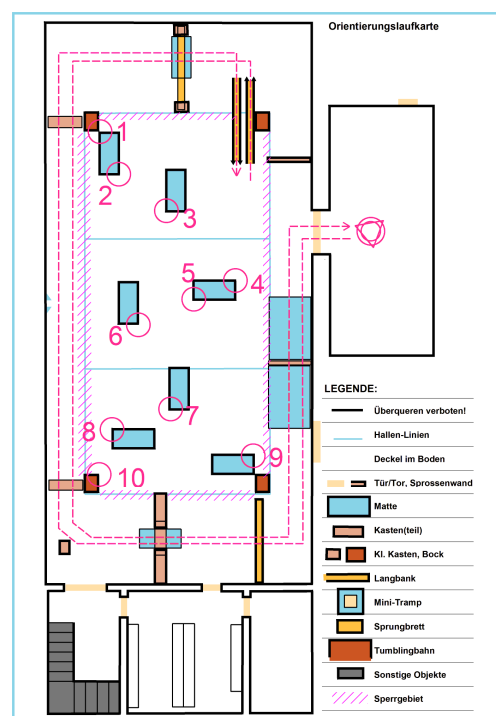 Orientierungslaufkarte
1
2
3
4
5
6
7
8
9
10
LEGENDE:
Überqueren verboten!
Hallen-Linien
Deckel im Boden
Tür/Tor, Sprossenwand
Matte
Kasten(teil)
Kl. Kasten, Bock
Langbank
Mini-Tramp
Sprungbrett
Tumblingbahn
Sonstige Objekte
Sperrgebiet